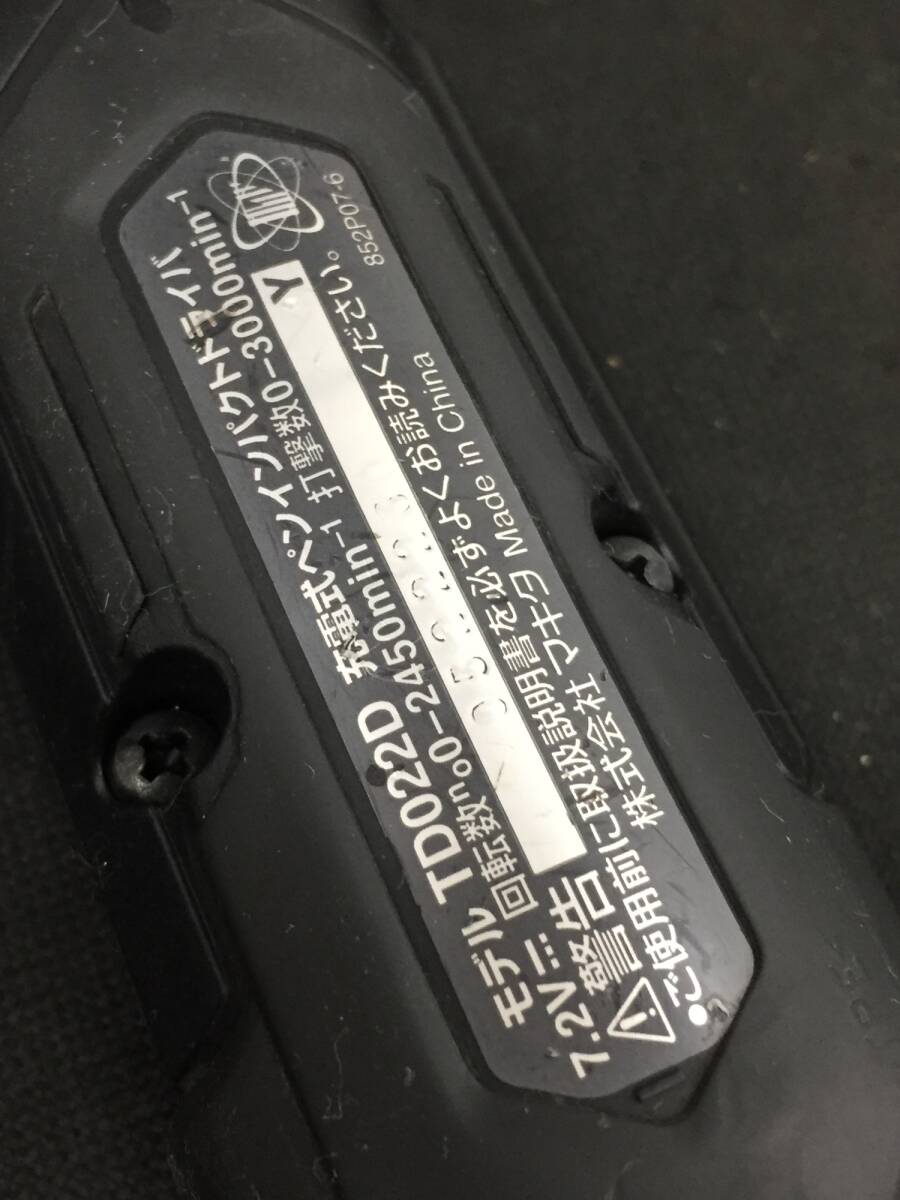 モデル TD022D 充電式ペンインパクトドライバ
7.2V 回転数no0-2450min-1 打撃数0-3000min-1
Y
警告
●ご使用前に取扱説明書を必ずよくお読みください。
株式会社 マキタ Made in China
852P07-6